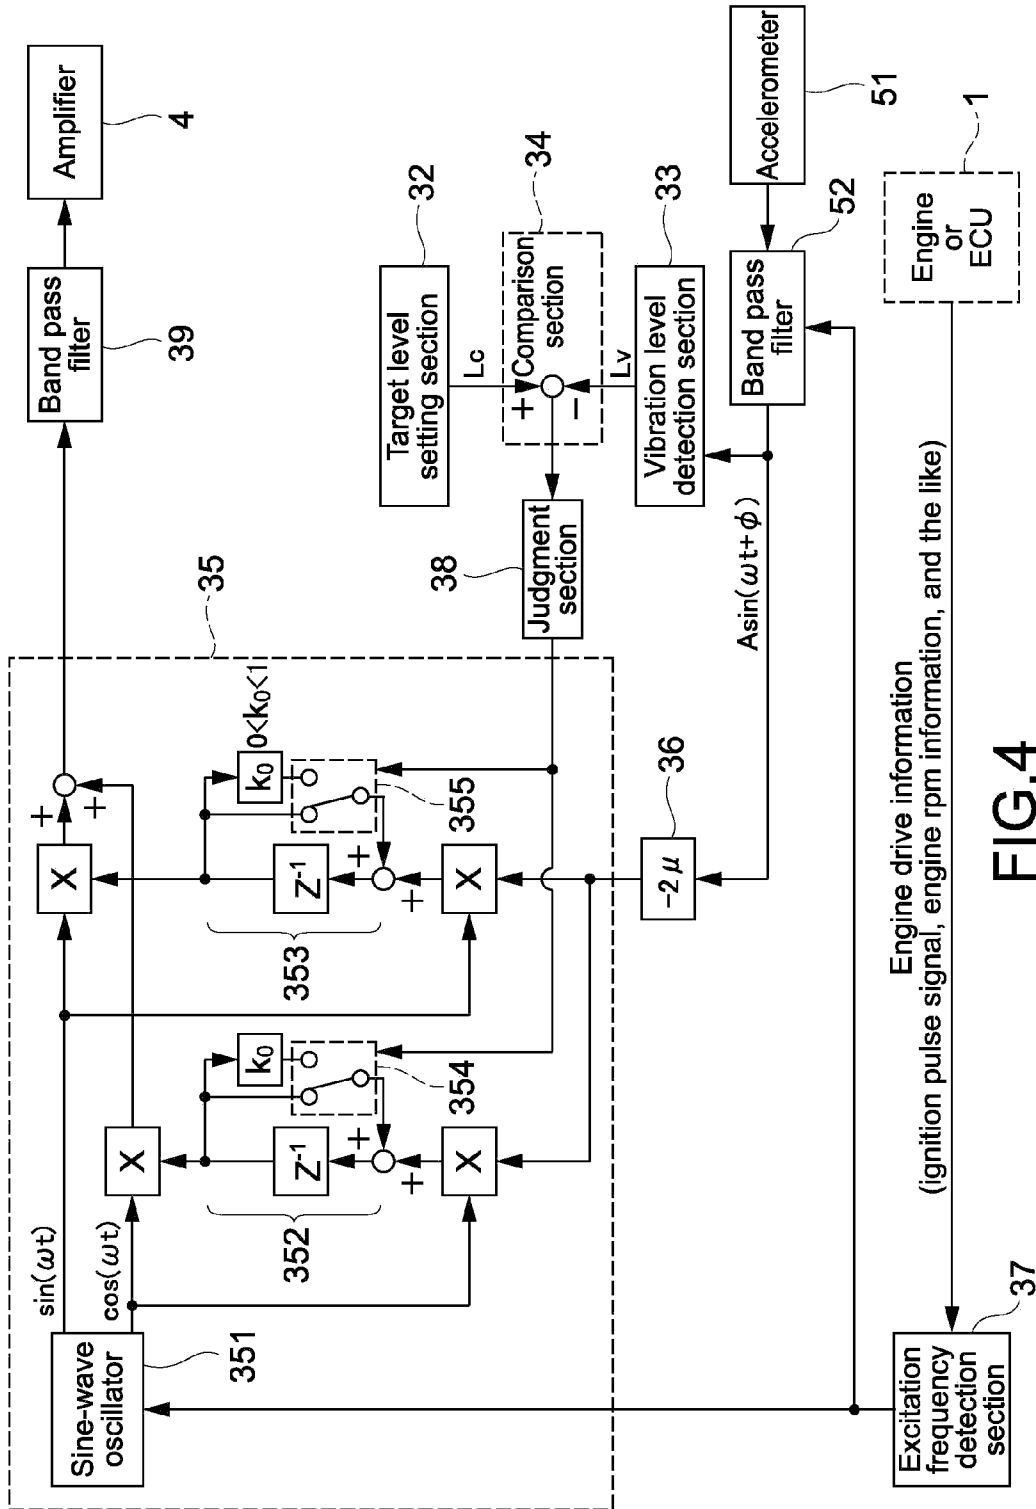 Sine-wave
oscillator
351
sin(ωt)
cos(ωt)
X
X
352
353
Z⁻¹
Z⁻¹
k₀
k₀
0<k₀<1
354
355
+
+
+
+
+
+
X
X
35
Band pass
filter
39
Amplifier
4
Target level
setting section
32
Lc
Comparison
section
34
+
−
Judgment
section
38
Lv
Vibration level
detection section
33
-2μ
36
Asin(ωt+ϕ)
Band pass
filter
52
Accelerometer
51
Excitation
frequency
detection
section
37
Engine drive information
(ignition pulse signal, engine rpm information, and the like)
Engine
or
ECU
1
FIG.4